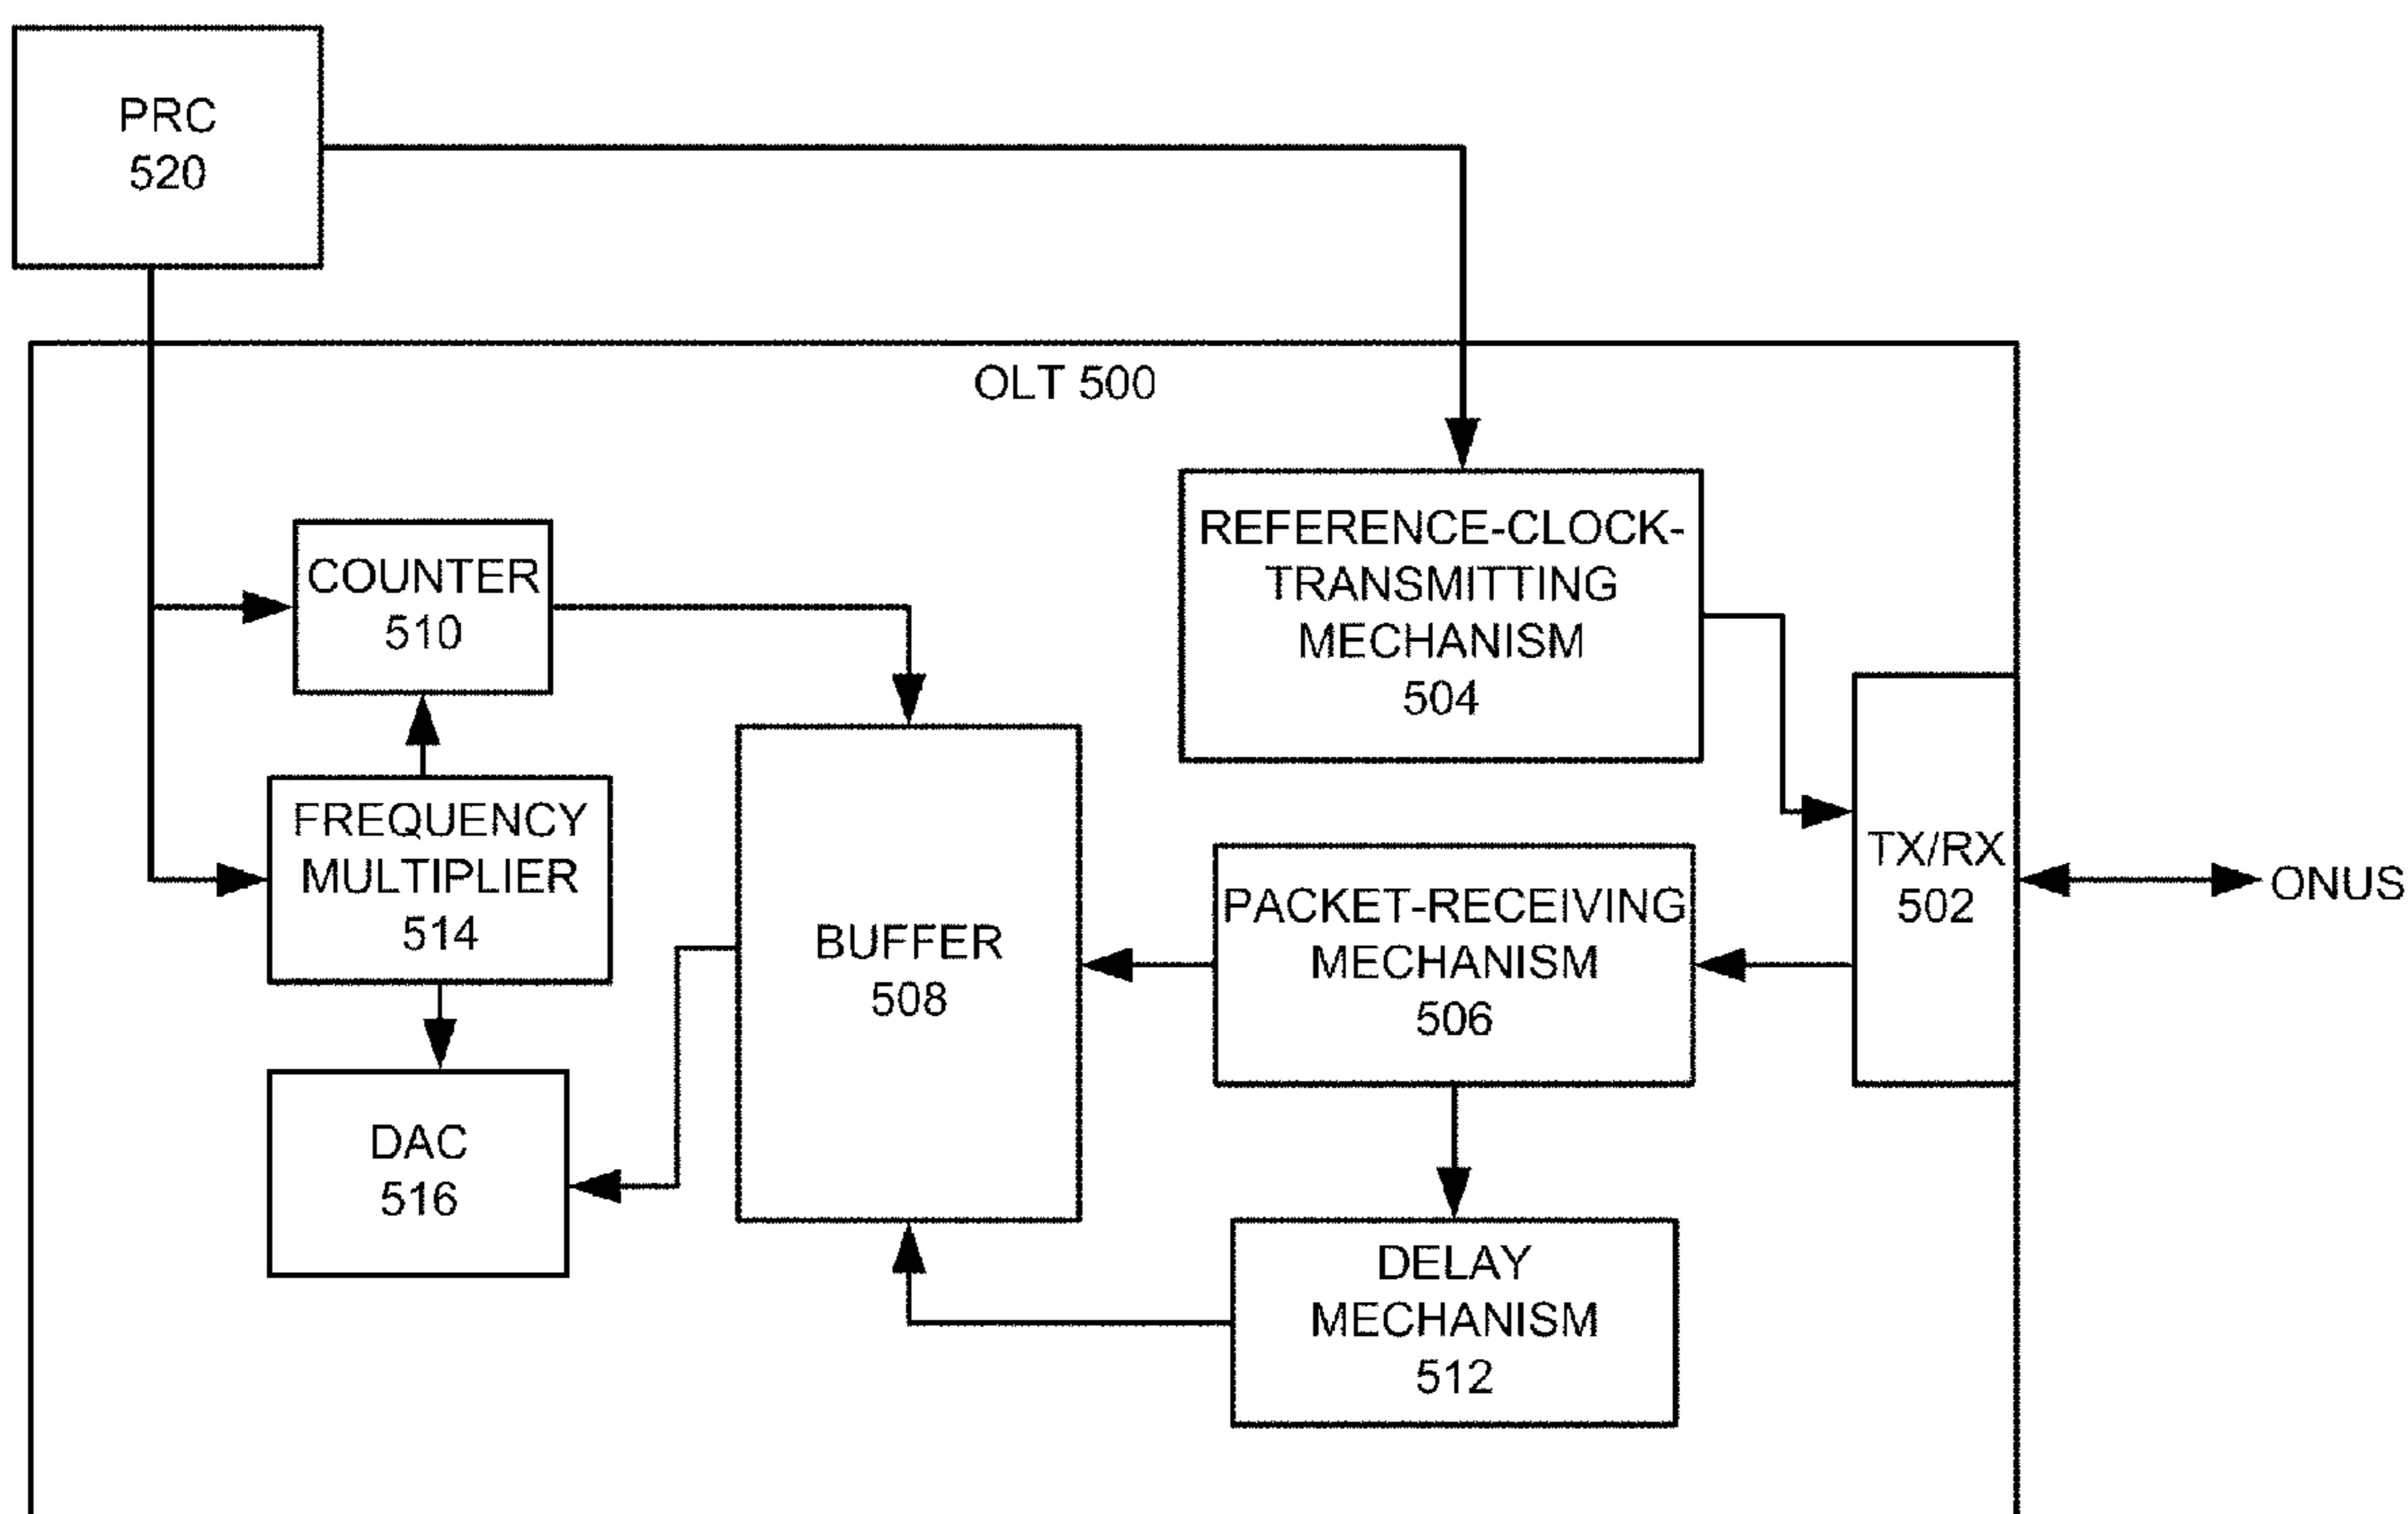 PRC
520
OLT 500
COUNTER
510
REFERENCE-CLOCK-
TRANSMITTING
MECHANISM
504
FREQUENCY
MULTIPLIER
514
BUFFER
508
PACKET-RECEIVING
MECHANISM
506
TX/RX
502
ONUS
DAC
516
DELAY
MECHANISM
512